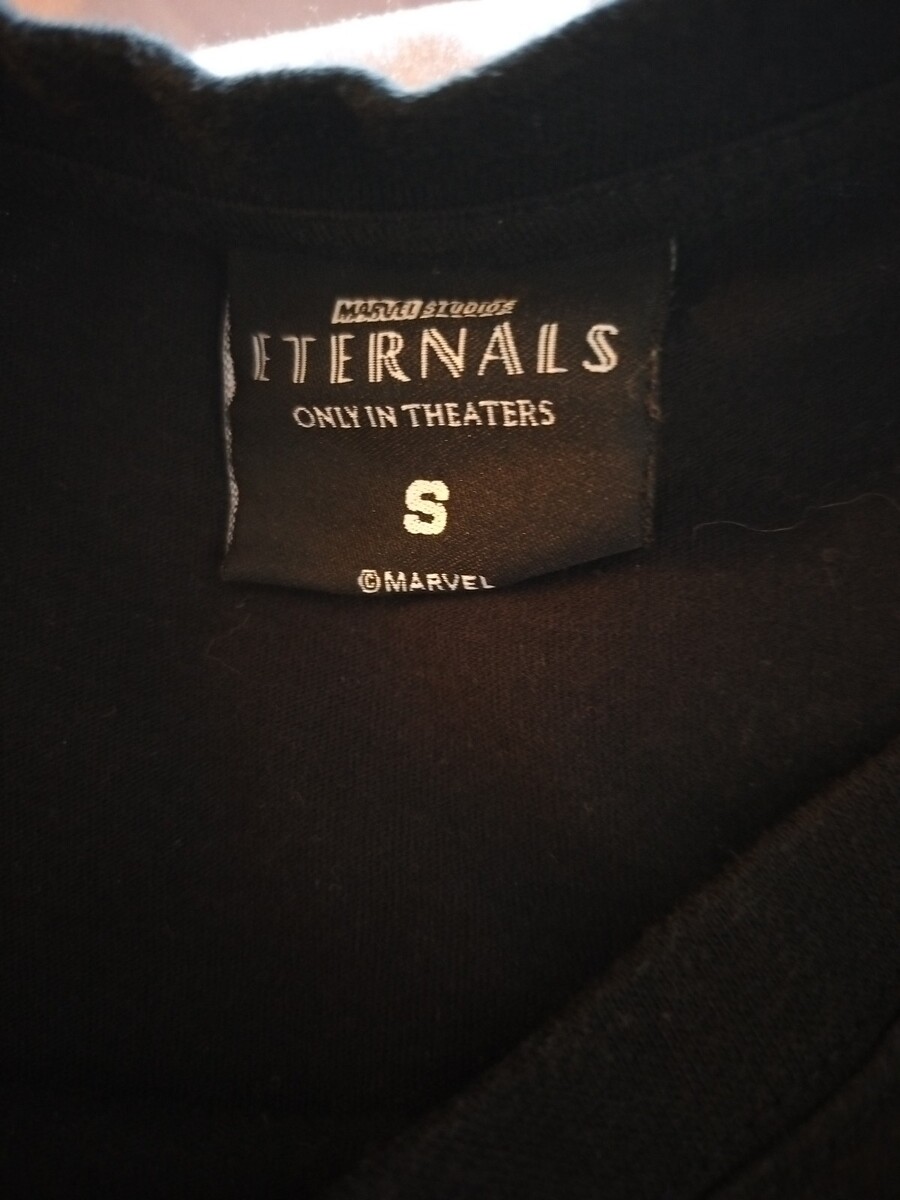 MARVEL STUDIOS
ETERNALS
ONLY IN THEATERS
S
©MARVEL